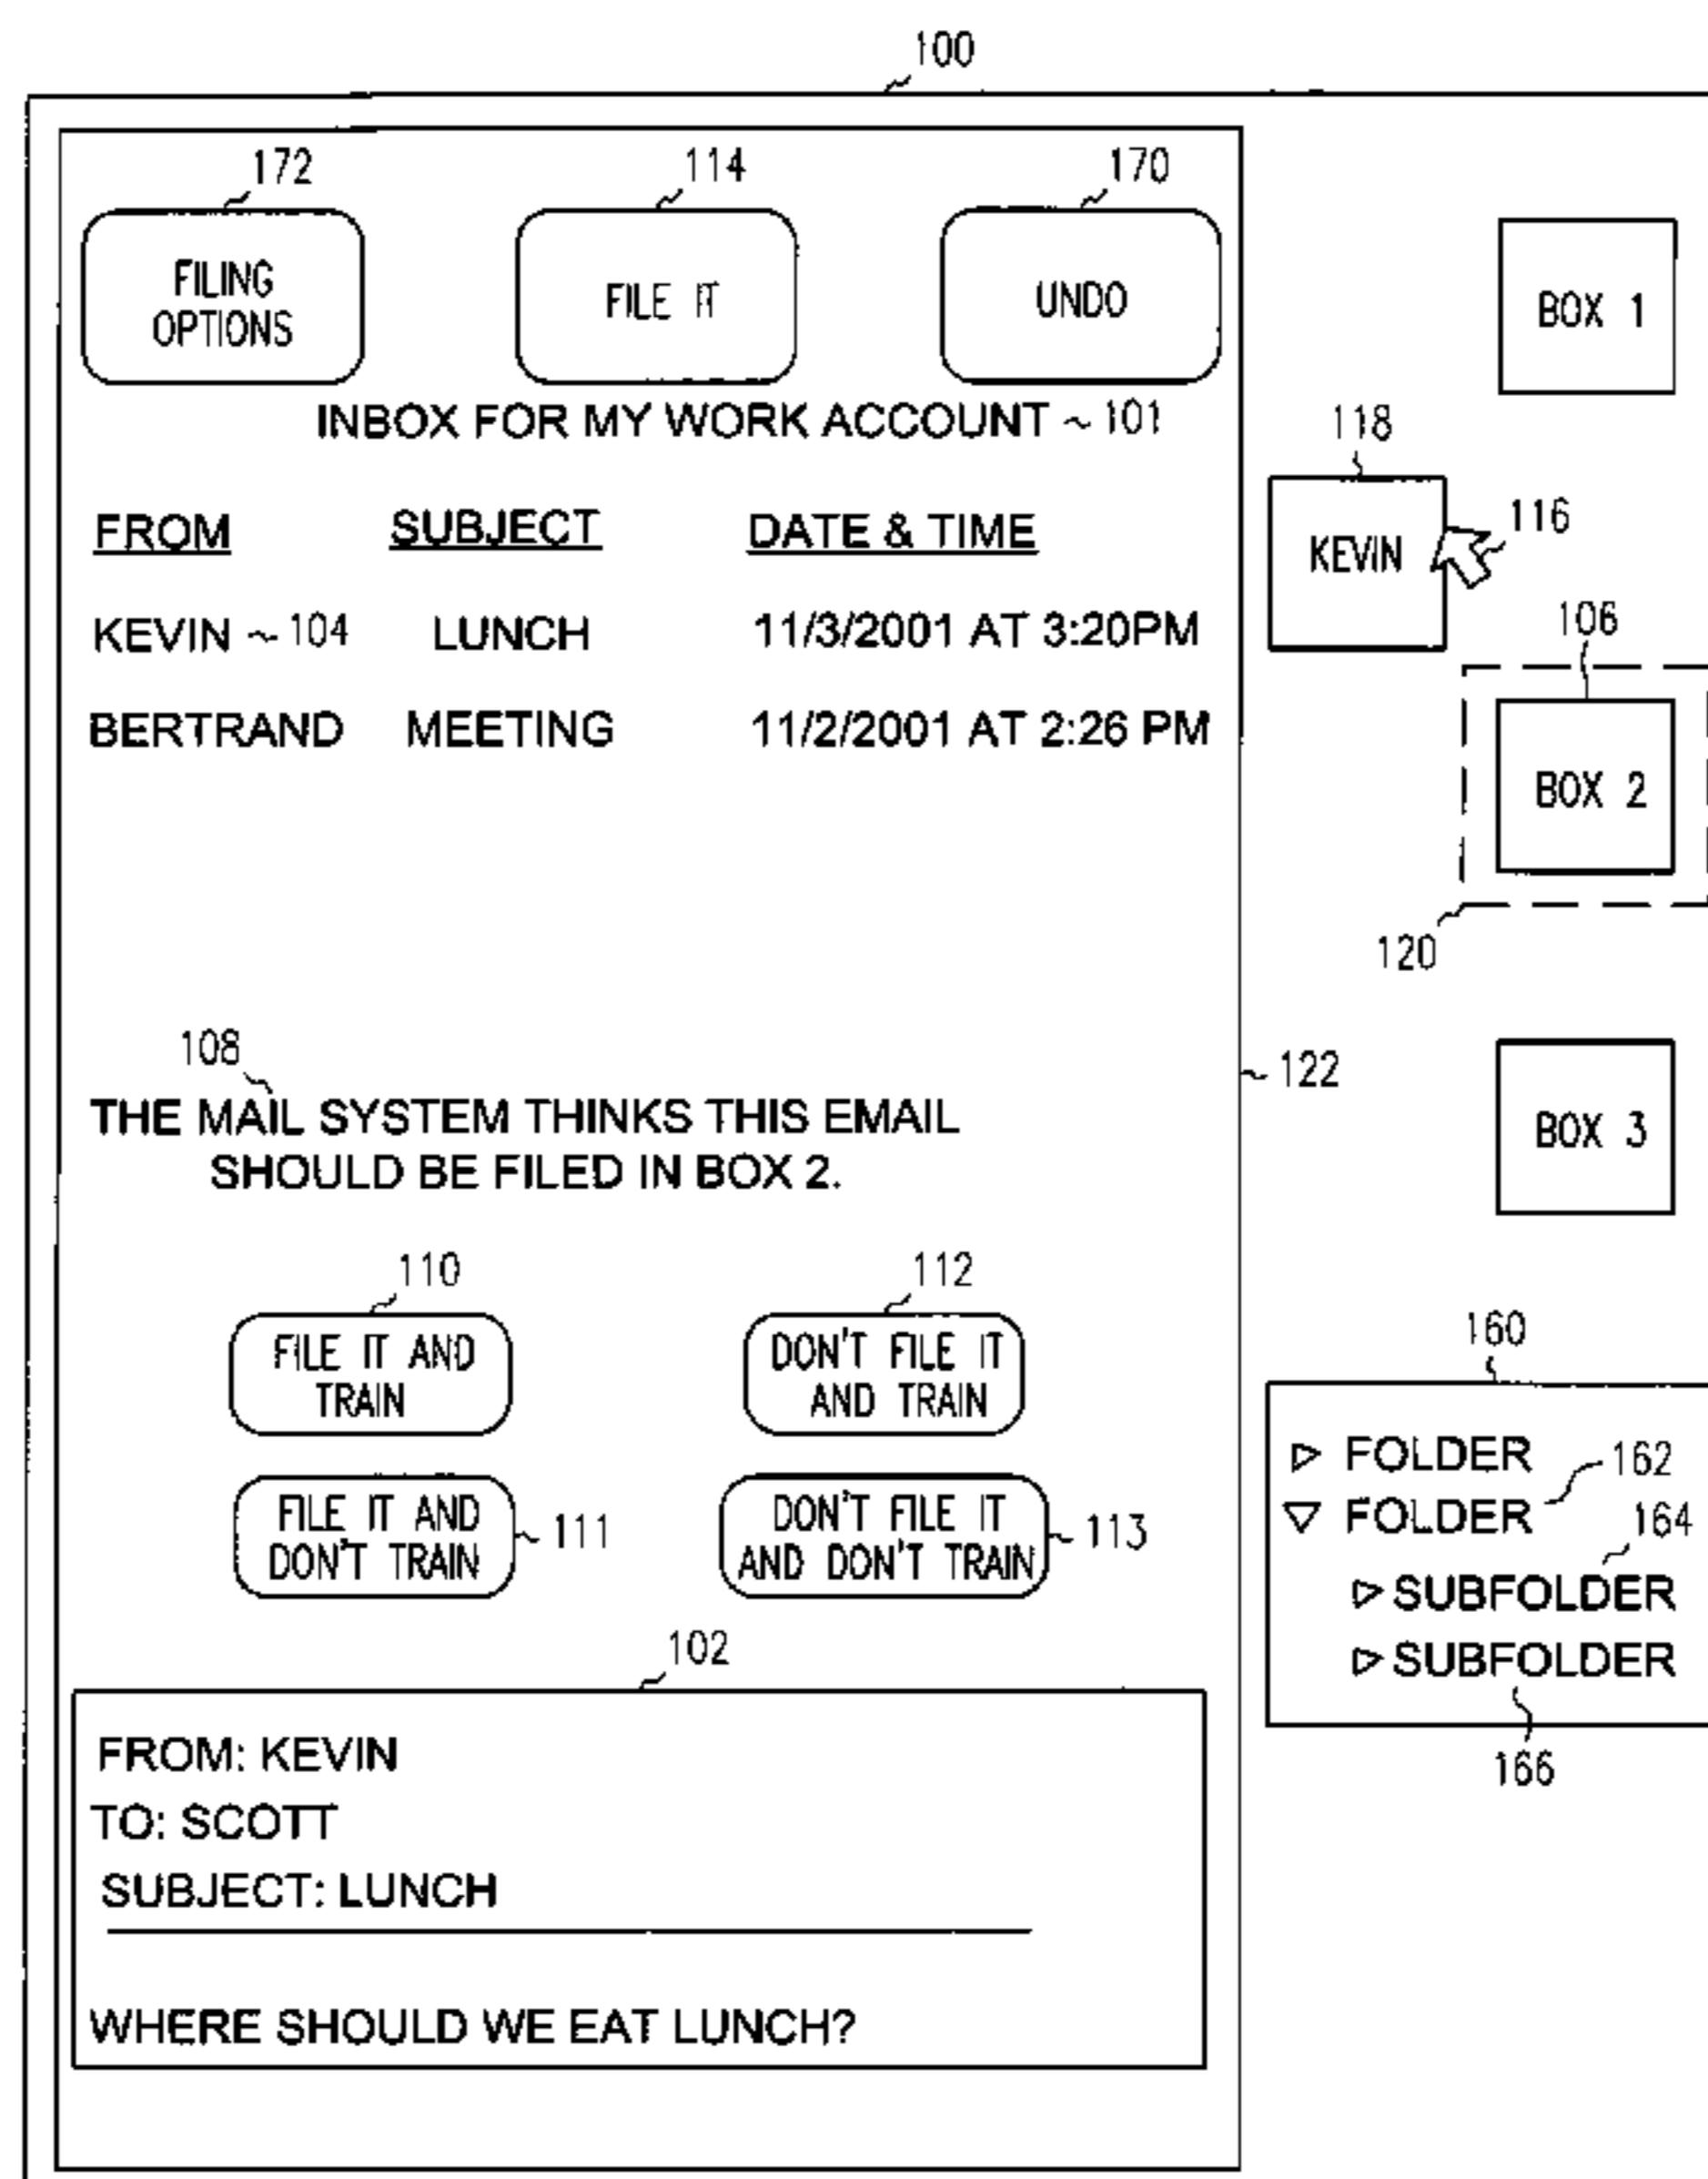 100
172
114
170
FILING
OPTIONS
FILE IT
UNDO
BOX 1
INBOX FOR MY WORK ACCOUNT ~ 101
118
FROM SUBJECT DATE & TIME
KEVIN
116
KEVIN ~ 104 LUNCH 11/3/2001 AT 3:20PM
106
BERTRAND MEETING 11/2/2001 AT 2:26 PM
BOX 2
120
108
122
THE MAIL SYSTEM THINKS THIS EMAIL
SHOULD BE FILED IN BOX 2.
BOX 3
110
112
FILE IT AND
TRAIN
DON'T FILE IT
AND TRAIN
FILE IT AND
DON'T TRAIN
111
DON'T FILE IT
AND DON'T TRAIN
113
160
FOLDER
162
FOLDER
164
SUBFOLDER
SUBFOLDER
166
102
FROM: KEVIN
TO: SCOTT
SUBJECT: LUNCH
WHERE SHOULD WE EAT LUNCH?